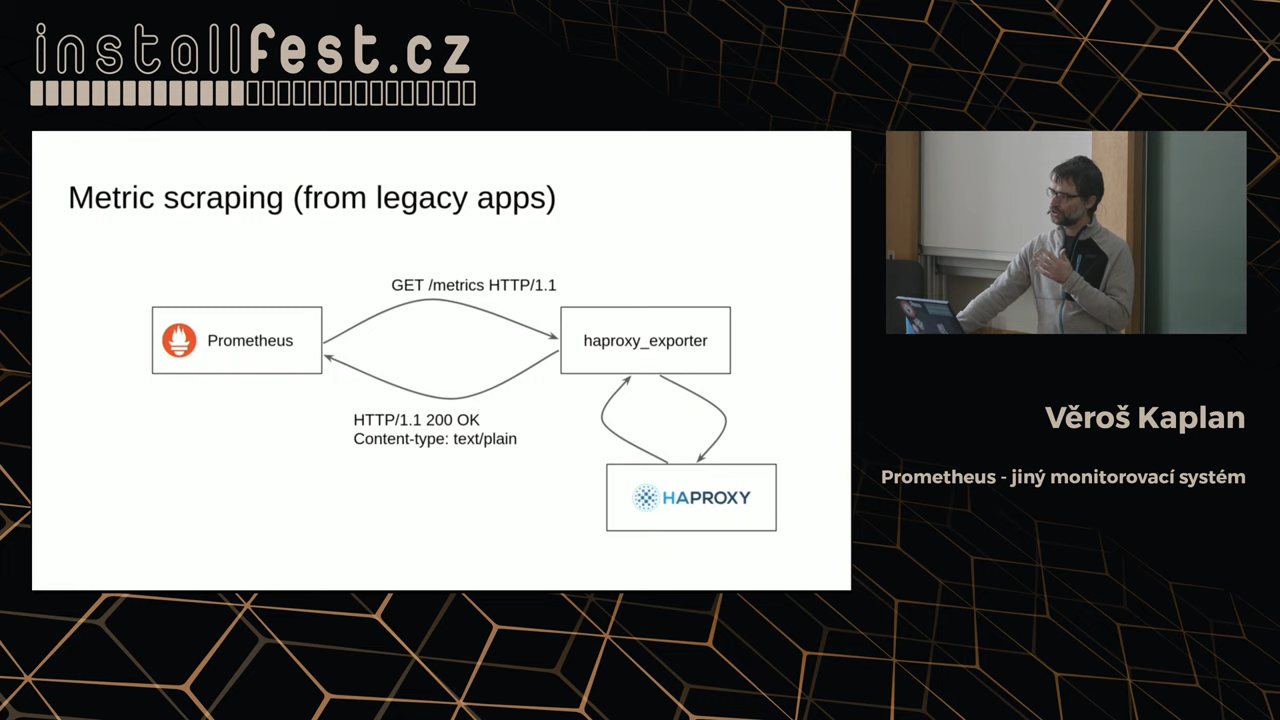 installfest.cz
Metric scraping (from legacy apps)
GET /metrics HTTP/1.1
Prometheus
haproxy_exporter
HTTP/1.1 200 OK
Content-type: text/plain
HAPROXY
Věroš Kaplan
Prometheus - jiný monitorovací systém